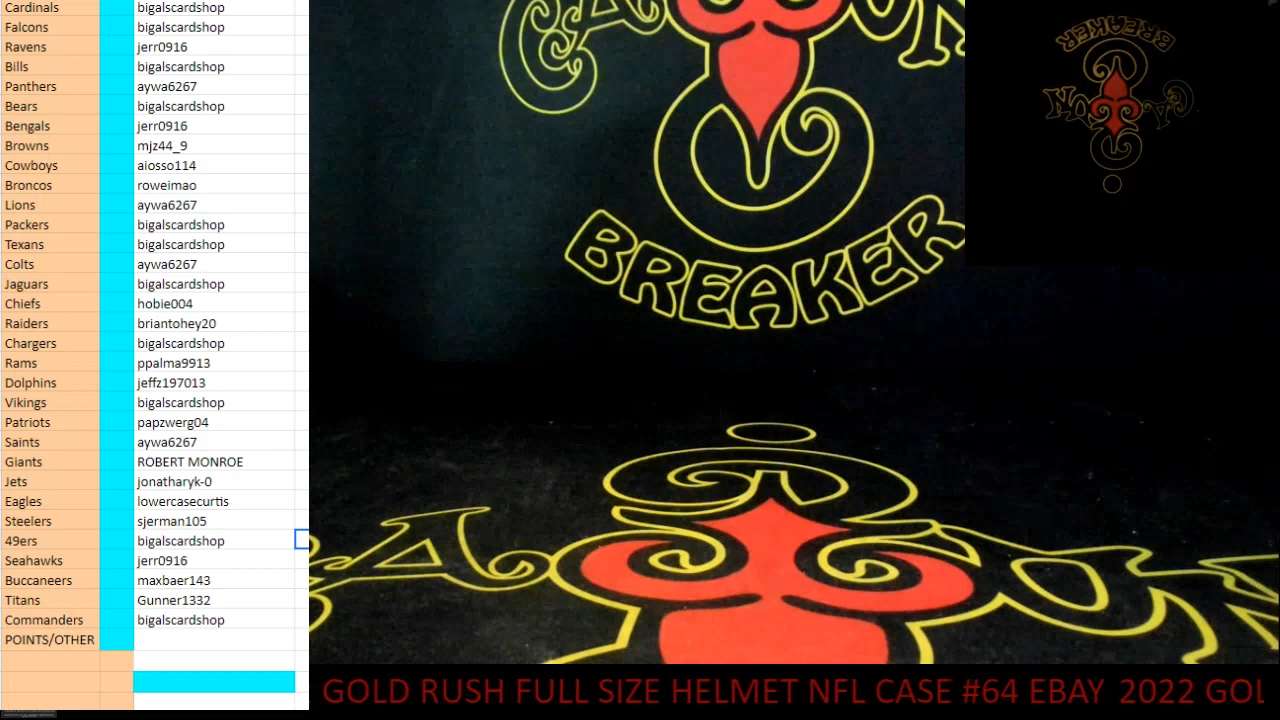 Cardinals bigalscardshop
Falcons bigalscardshop
Ravens jerr0916
Bills bigalscardshop
Panthers aywa6267
Bears bigalscardshop
Bengals jerr0916
Browns mjz44_9
Cowboys aiosso114
Broncos roweimao
Lions aywa6267
Packers bigalscardshop
Texans bigalscardshop
Colts aywa6267
Jaguars bigalscardshop
Chiefs hobie004
Raiders briantohey20
Chargers bigalscardshop
Rams ppalma9913
Dolphins jeffz197013
Vikings bigalscardshop
Patriots papzwerg04
Saints aywa6267
Giants ROBERT MONROE
Jets jonatharyk-0
Eagles lowercasecurtis
Steelers sjerman105
49ers bigalscardshop
Seahawks jerr0916
Buccaneers maxbaer143
Titans Gunner1332
Commanders bigalscardshop
POINTS/OTHER
BREAKER
BREAKER
GOLD RUSH FULL SIZE HELMET NFL CASE #64 EBAY 2022 GOL